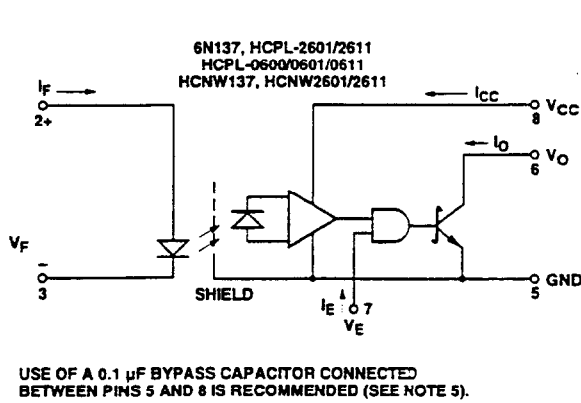 6N137, HCPL-2601/2611
HCPL-0600/0601/0611
HCNW137, HCNW2601/2611
IF
2+
ICC
8 VCC
IO
VO
6
VF
–
3
SHIELD
IE
7
VE
GND
5
USE OF A 0.1 µF BYPASS CAPACITOR CONNECTED
BETWEEN PINS 5 AND 8 IS RECOMMENDED (SEE NOTE 5).